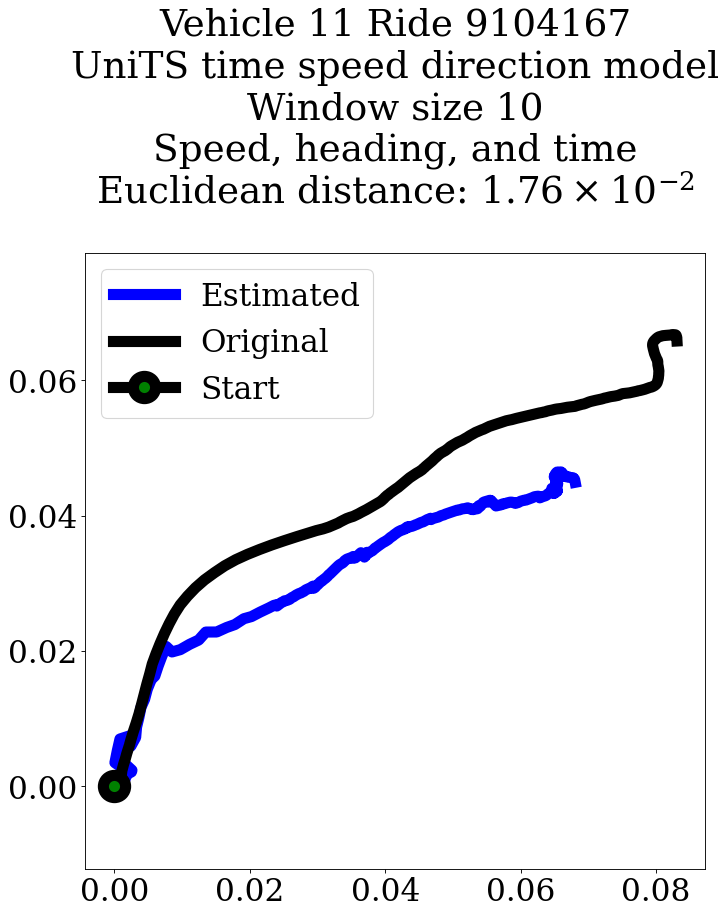 Vehicle 11 Ride 9104167
UniTS time speed direction model
Window size 10
Speed, heading, and time
Euclidean distance: 1.76 × 10⁻²
Estimated
Original
Start
0.06
0.04
0.02
0.00
0.00 0.02 0.04 0.06 0.08